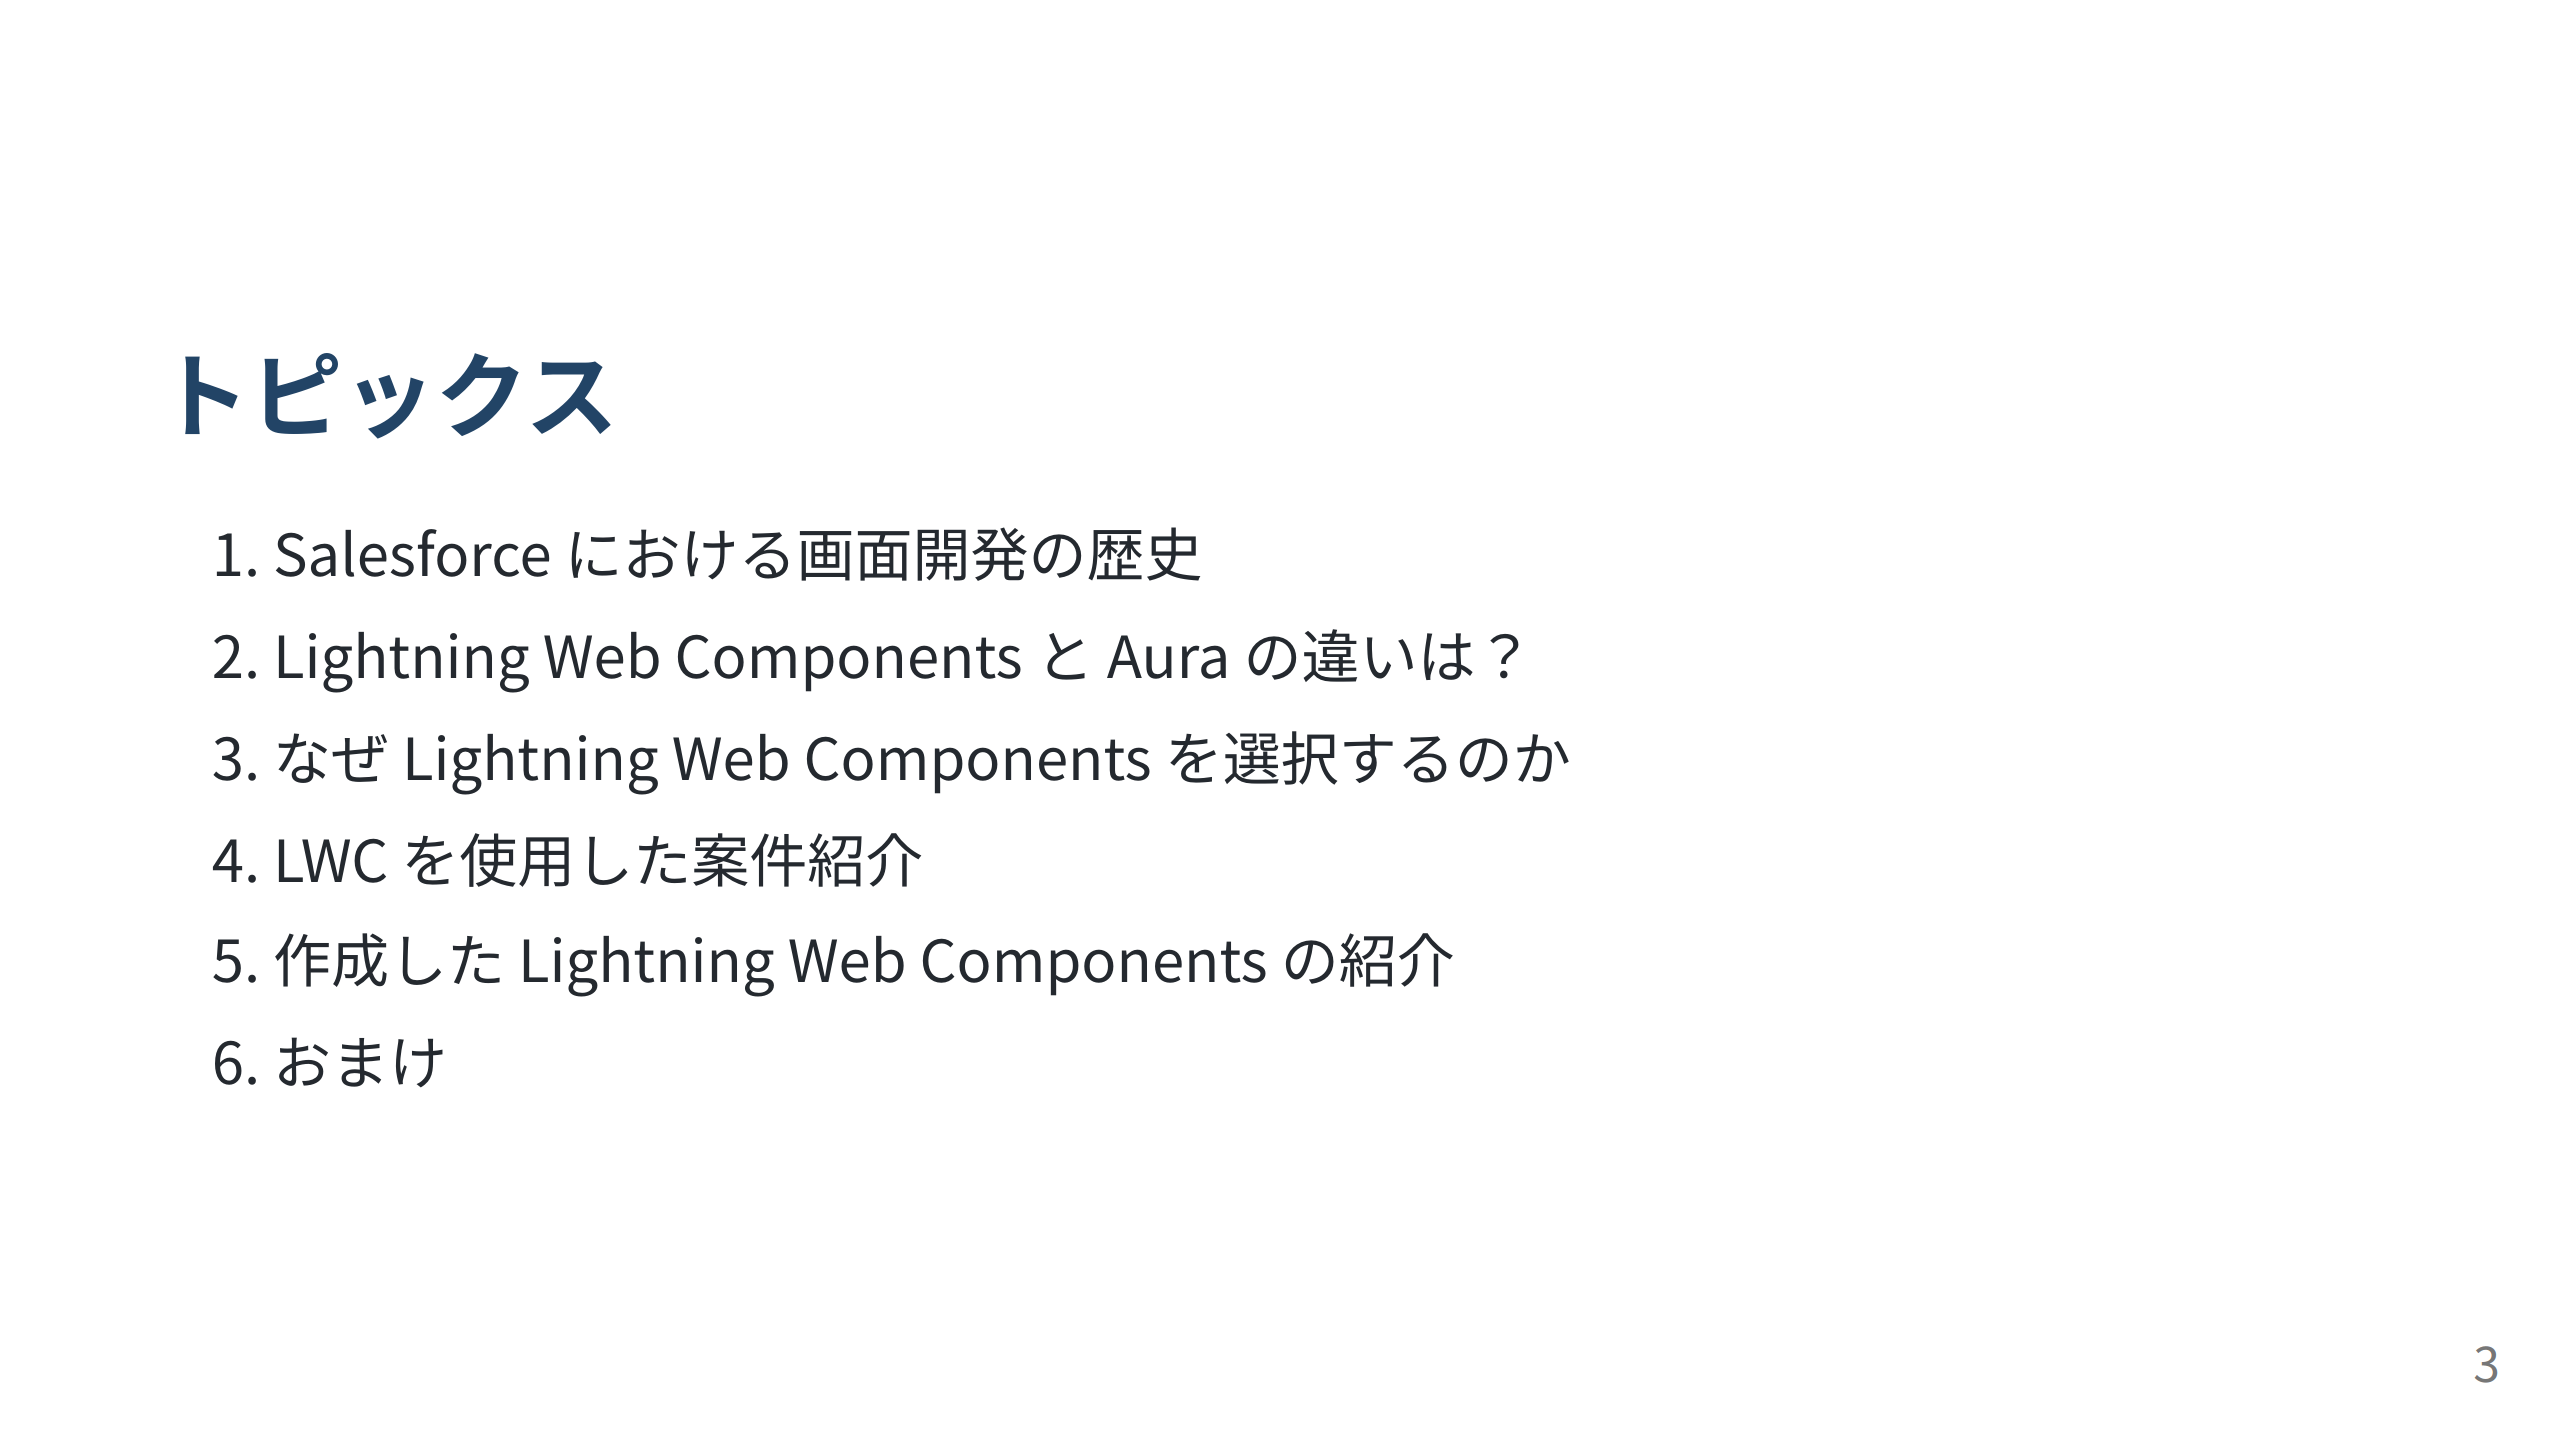 トピックス
1. Salesforce における画面開発の歴史
2. Lightning Web Components と Aura の違いは？
3. なぜ Lightning Web Components を選択するのか
4. LWC を使用した案件紹介
5. 作成した Lightning Web Components の紹介
6. おまけ
3